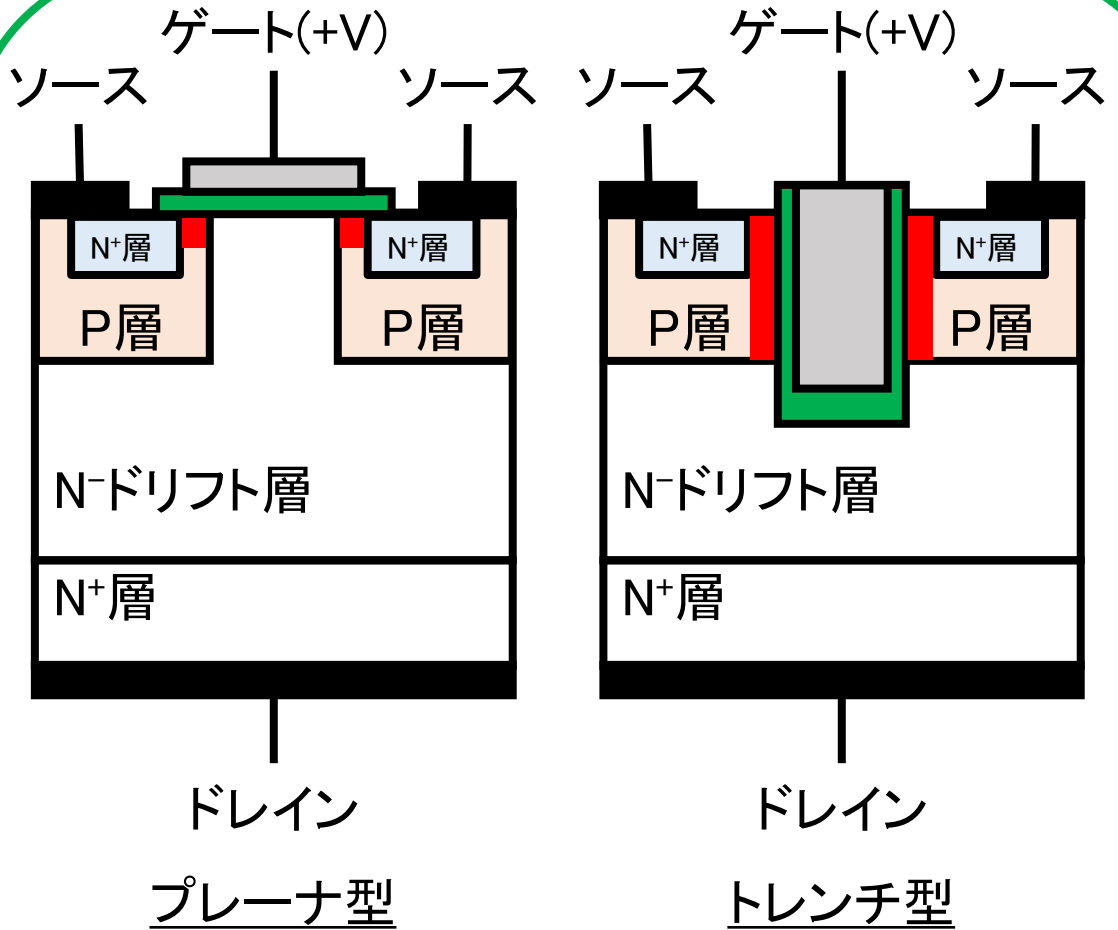 ゲート(+V)
ソース
ソース
N⁺層
N⁺層
P層
P層
N⁻ドリフト層
N⁺層
ドレイン
プレーナ型
ゲート(+V)
ソース
ソース
N⁺層
N⁺層
P層
P層
N⁻ドリフト層
N⁺層
ドレイン
トレンチ型